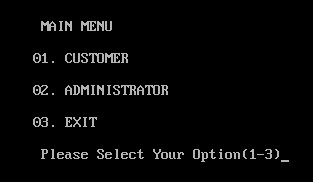 MAIN MENU
01. CUSTOMER
02. ADMINISTRATOR
03. EXIT
Please Select Your Option(1-3)_